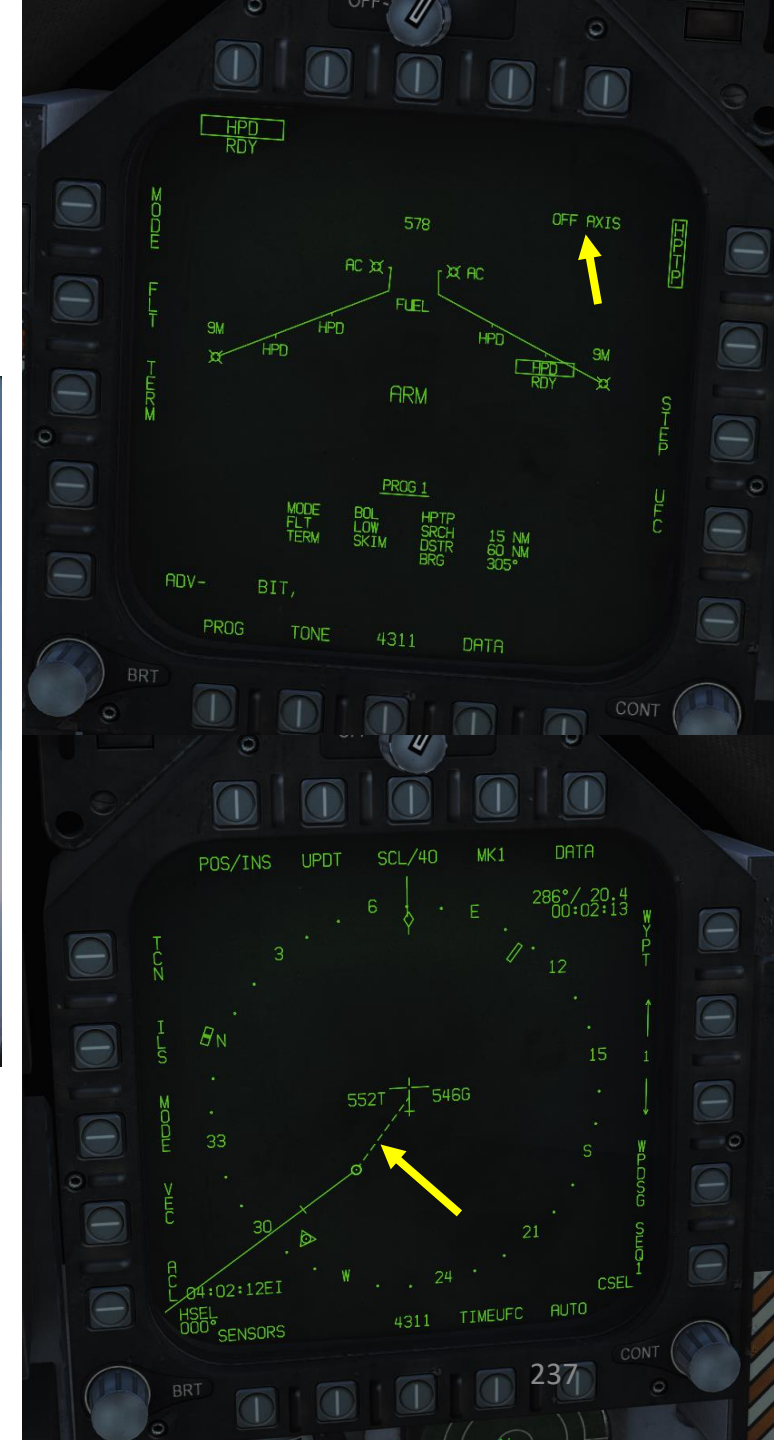 OFF
HPD
RDY
MODE
FLT
TERM
578
OFF AXIS
HPTP
AC
AC
FUEL
9M
HPD
HPD
HPD
9M
HPD
RDY
ARM
STEP
UFC
PROG 1
MODE BOL HPTP
FLT LOW SRCH 15 NM
TERM SKIM DSTR 60 NM
BRG 305°
ADV- BIT,
PROG TONE 4311 DATA
BRT
CONT
POS/INS UPDT SCL/40 MK1 DATA
286°/ 20.4
00:02:13
WYPT
TCN
6 E
3 12
N
ILS
15
1
552T 546G
MODE
33
S
WPDSG
VEC
30
21
SEQ1
W 24
ACL
04:02:12EI
CSEL
HSEL
000°
SENSORS 4311 TIMEUFC AUTO
237
CONT
BRT